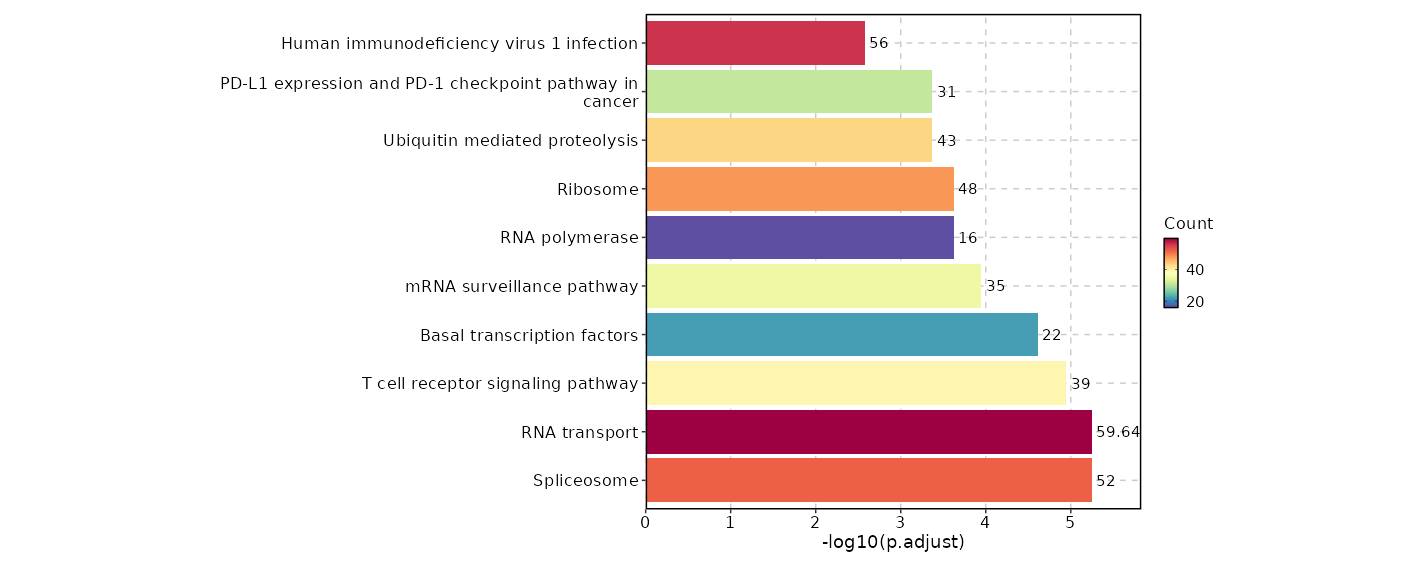 Human immunodeficiency virus 1 infection
56
PD-L1 expression and PD-1 checkpoint pathway in
cancer
31
Ubiquitin mediated proteolysis
43
Ribosome
48
RNA polymerase
16
mRNA surveillance pathway
35
Basal transcription factors
22
T cell receptor signaling pathway
39
RNA transport
59.64
Spliceosome
52
0 1 2 3 4 5
-log10(p.adjust)
Count
40
20